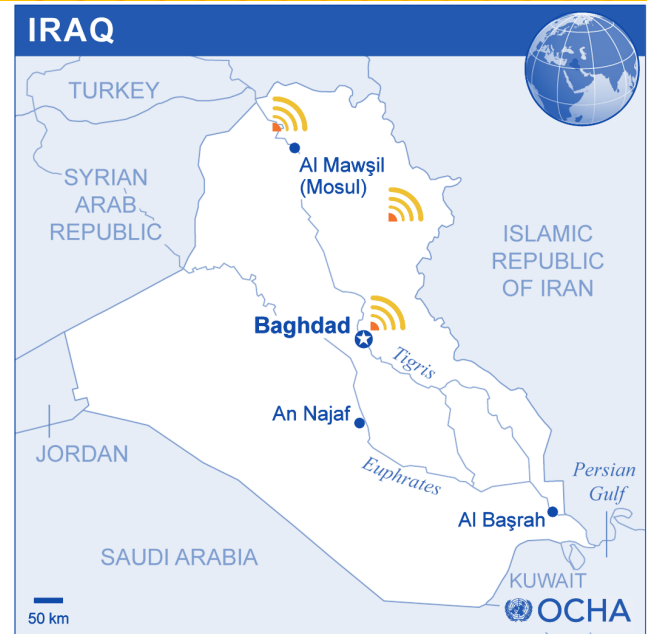 IRAQ
TURKEY
Al Mawşil
(Mosul)
SYRIAN
ARAB
REPUBLIC
ISLAMIC
REPUBLIC
OF IRAN
Baghdad
Tigris
An Najaf
JORDAN
Euphrates
Persian
Gulf
Al Başrah
SAUDI ARABIA
KUWAIT
50 km
OCHA